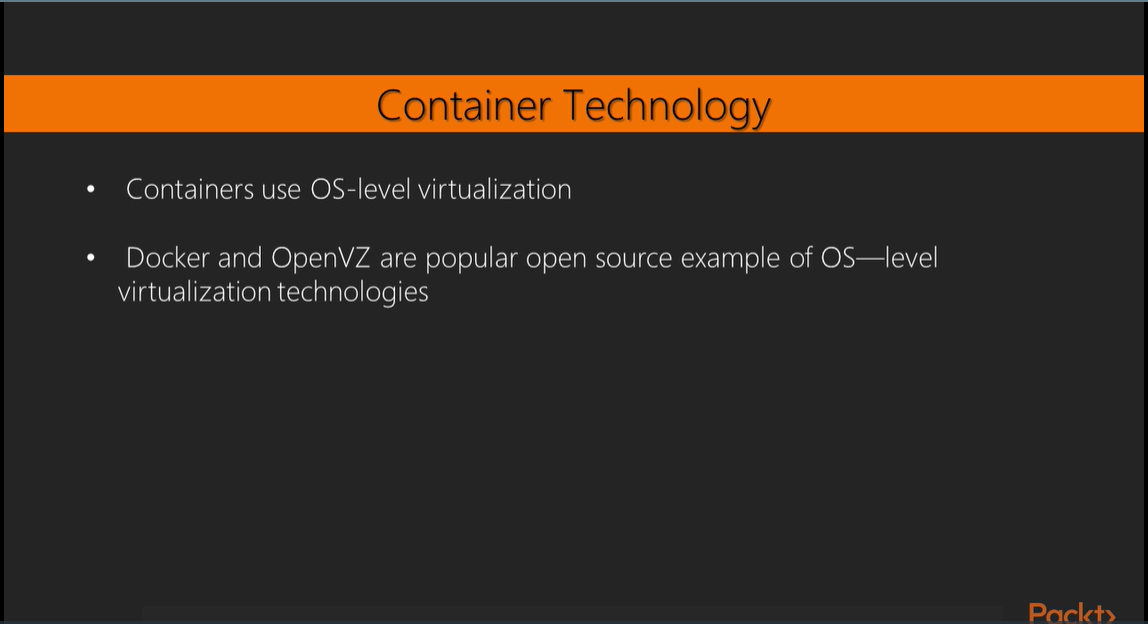 Container Technology
• Containers use OS-level virtualization
• Docker and OpenVZ are popular open source example of OS—level
virtualization technologies
Packt>